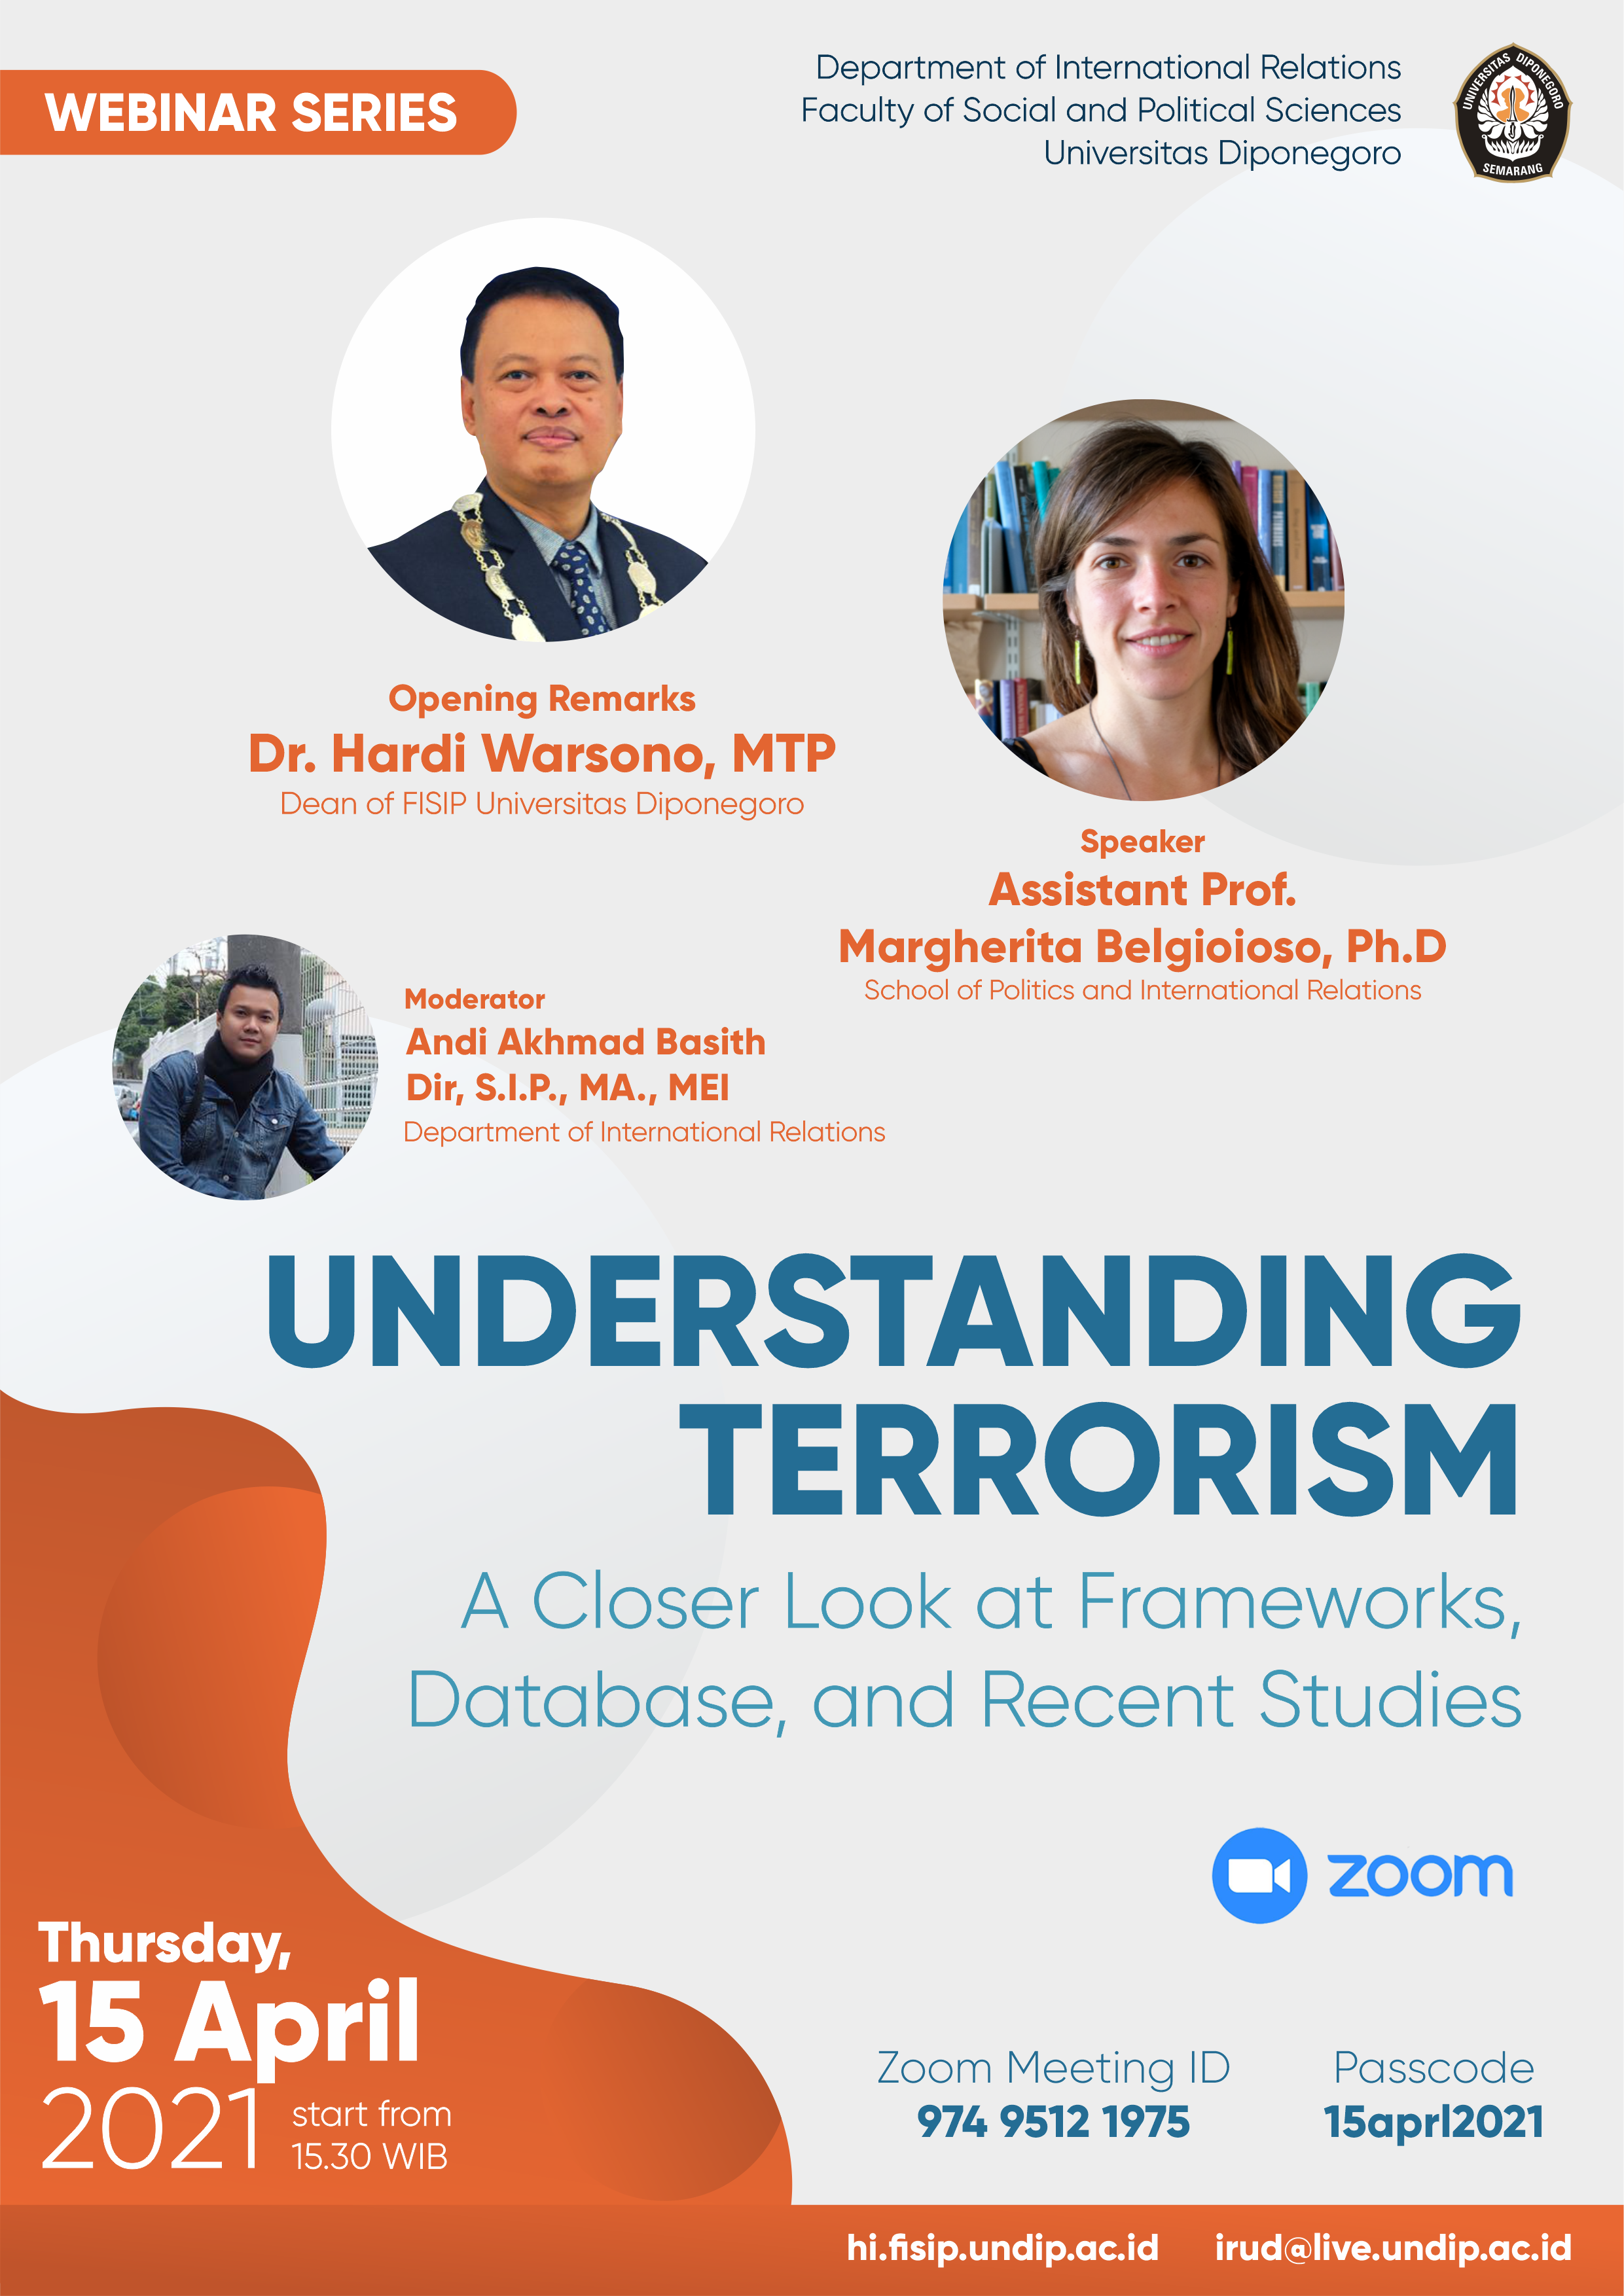 WEBINAR SERIES
Department of International Relations
Faculty of Social and Political Sciences
Universitas Diponegoro
UNIVERSITAS DIPONEGORO
SEMARANG
Opening Remarks
Dr. Hardi Warsono, MTP
Dean of FISIP Universitas Diponegoro
Speaker
Assistant Prof.
Margherita Belgioioso, Ph.D
School of Politics and International Relations
Moderator
Andi Akhmad Basith
Dir, S.I.P., MA., MEI
Department of International Relations
UNDERSTANDING
TERRORISM
A Closer Look at Frameworks,
Database, and Recent Studies
zoom
Thursday,
15 April
2021
start from
15.30 WIB
Zoom Meeting ID
974 9512 1975
Passcode
15aprl2021
hi.fisip.undip.ac.id
irud@live.undip.ac.id